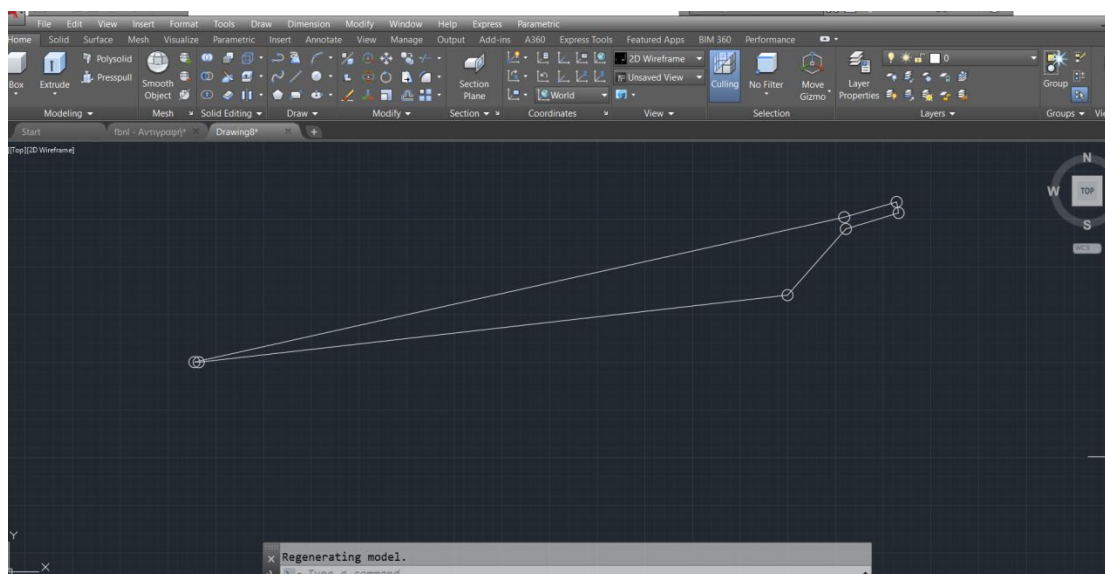 File Edit View Insert Format Tools Draw Dimension Modify Window Help Express Parametric
Home Solid Surface Mesh Visualize Parametric Insert Annotate View Manage Output Add-ins A360 Express Tools Featured Apps BIM 360 Performance
Polysolid
Presspull
Box Extrude
Smooth Object
Section Plane
World
2D Wireframe
Unsaved View
Culling No Filter Move Gizmo
Layer Properties
0
Group
Modeling Mesh Solid Editing Draw Modify Section Coordinates View Selection Layers Groups
Start fbnl - Αντιγραφή* Drawing8*
][Top][2D Wireframe]
N
W TOP
S
WCS
Y
X
Regenerating model.
Type a command